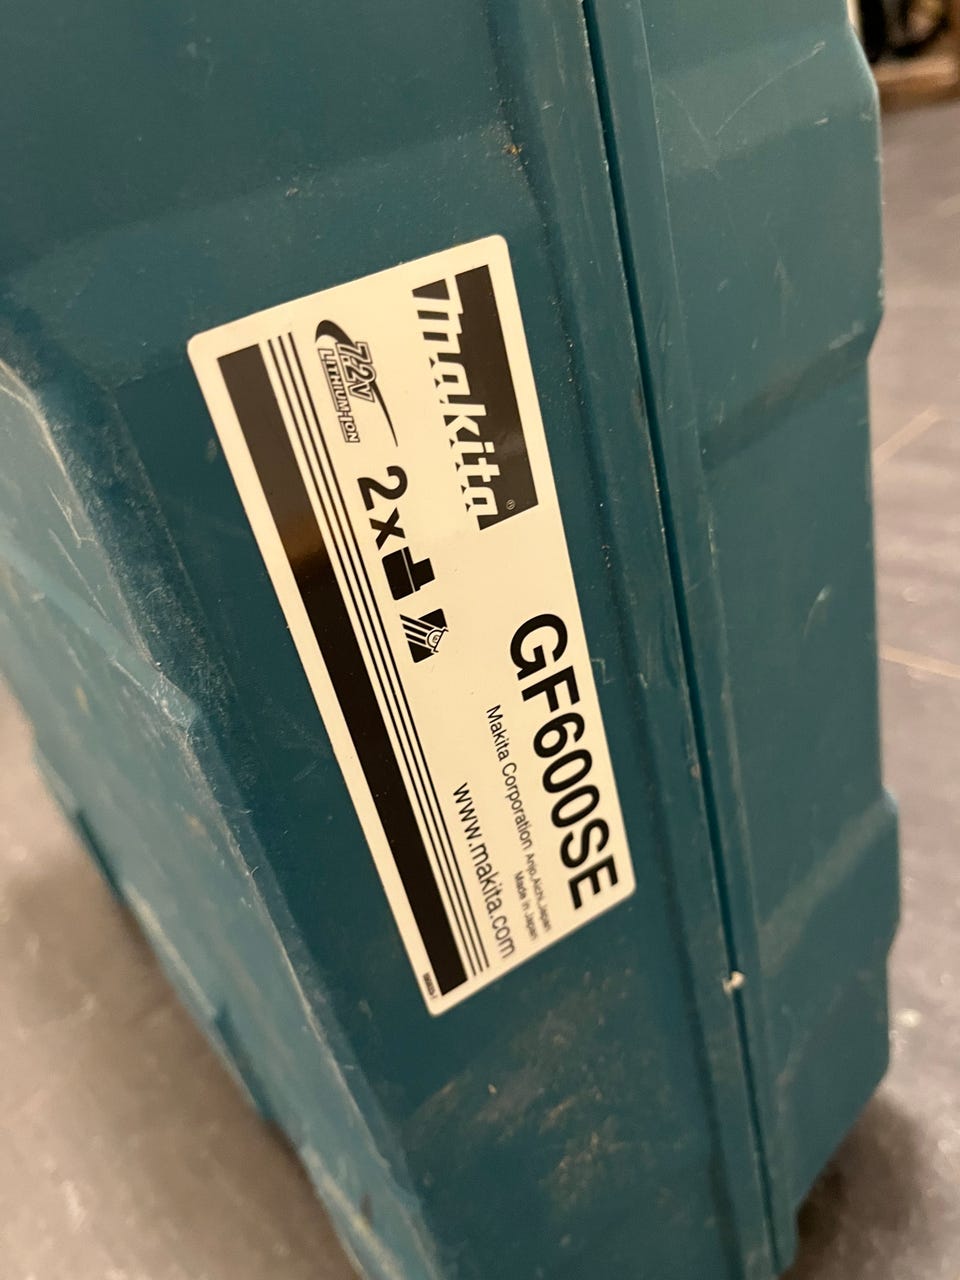 makita
7.2V
LITHIUM-ION
2x
GF600SE
Makita Corporation Anjo, Aichi, Japan
Made in Japan
www.makita.com